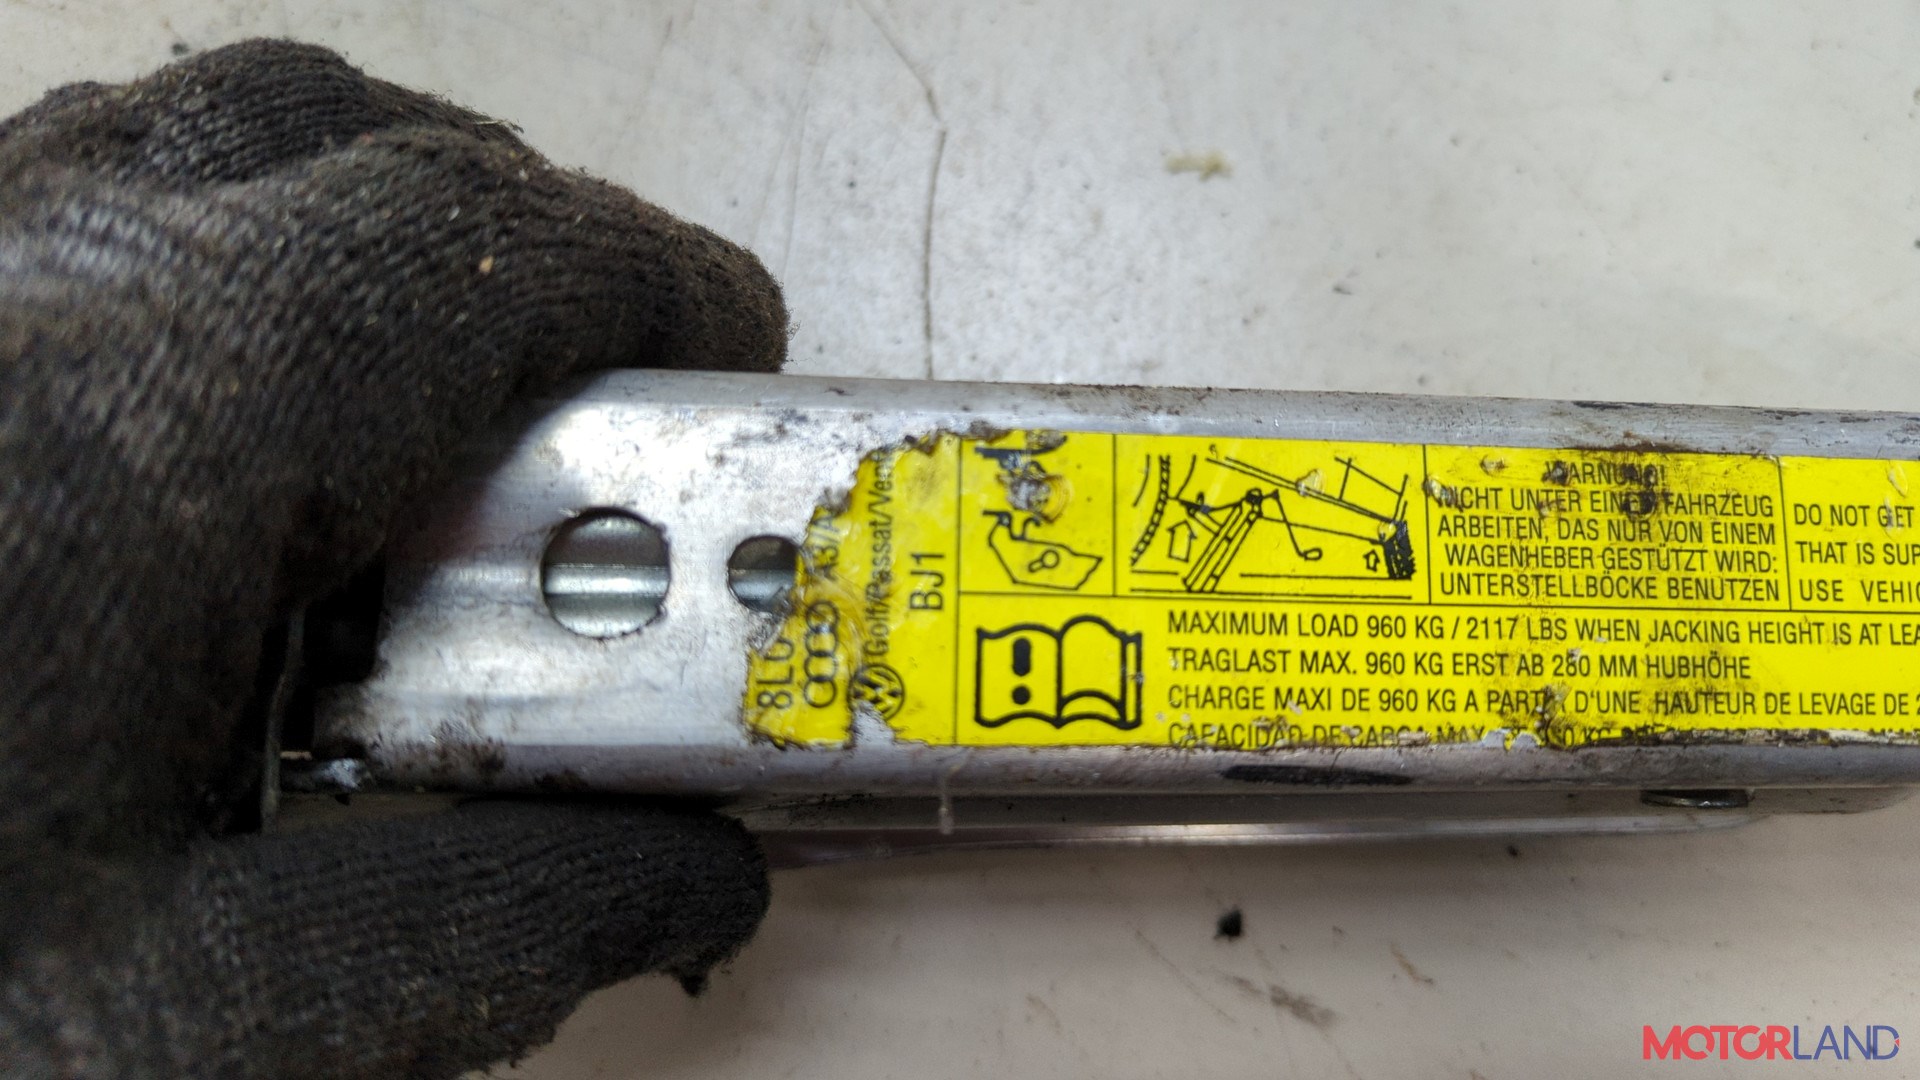 8L0
A3/A
Golf/Passat/Ven
BJ1
WARNUNG!
NICHT UNTER EINEM FAHRZEUG
ARBEITEN, DAS NUR VON EINEM
WAGENHEBER GESTÜTZT WIRD:
UNTERSTELLBÖCKE BENUTZEN
DO NOT GET
THAT IS SUP
USE VEHIC
MAXIMUM LOAD 960 KG / 2117 LBS WHEN JACKING HEIGHT IS AT LEA
TRAGLAST MAX. 960 KG ERST AB 280 MM HUBHÖHE
CHARGE MAXI DE 960 KG A PARTIR D'UNE HAUTEUR DE LEVAGE DE 2
CAPACIDAD DE CARGA MAX
MOTORLAND